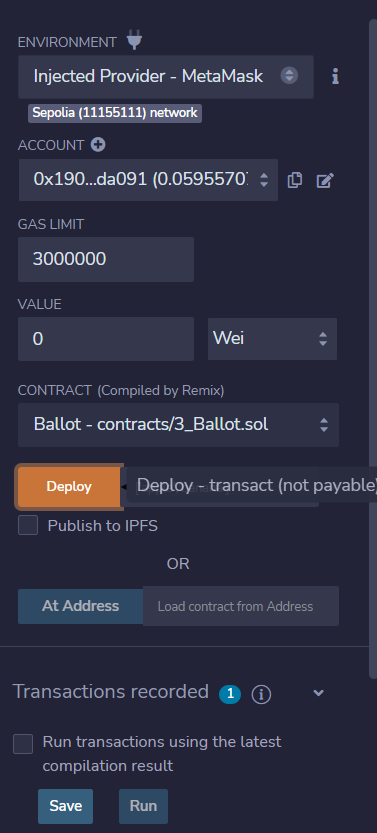 ENVIRONMENT
Injected Provider - MetaMask
i
Sepolia (11155111) network
ACCOUNT
0x190...da091 (0.0595570
GAS LIMIT
3000000
VALUE
0
Wei
CONTRACT (Compiled by Remix)
Ballot - contracts/3_Ballot.sol
Deploy
Deploy - transact (not payable)
Publish to IPFS
OR
At Address
Load contract from Address
Transactions recorded 1 i
Run transactions using the latest
compilation result
Save
Run